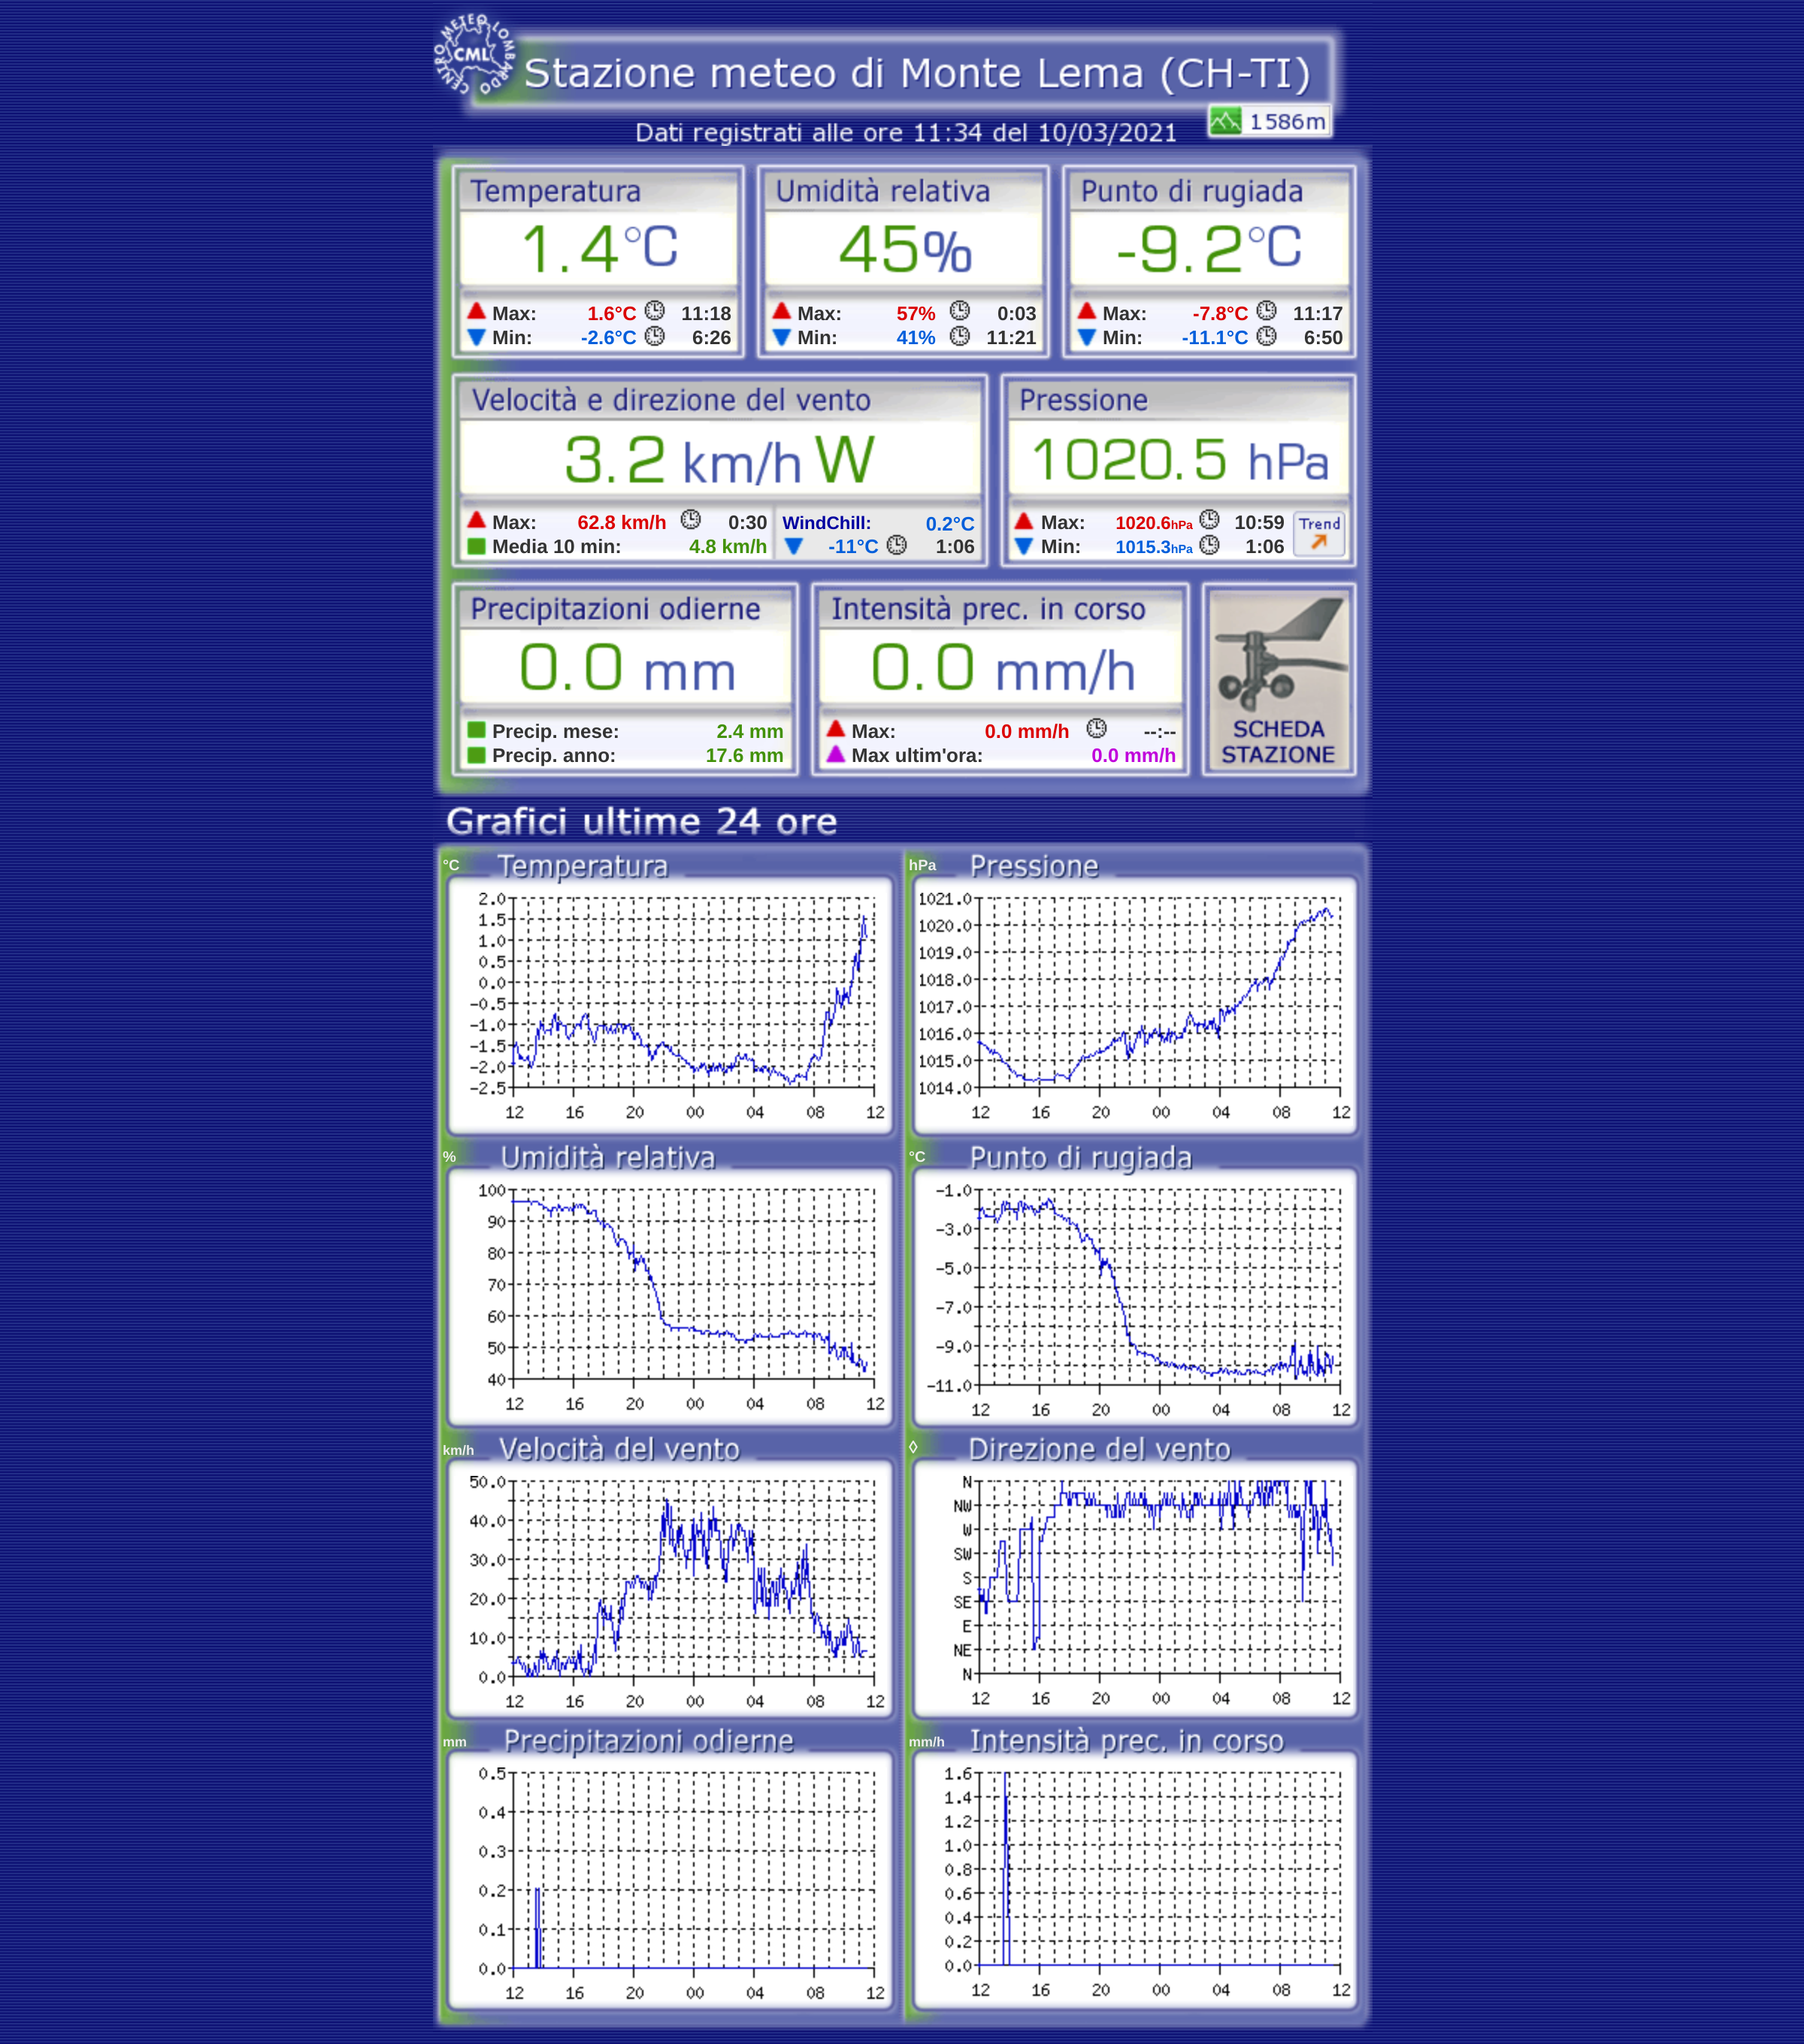 CENTRO METEO LOMBARDO
CML
Stazione meteo di Monte Lema (CH-TI)
1586m
Dati registrati alle ore 11:34 del 10/03/2021
Temperatura Umidità relativa Punto di rugiada
1.4°C 45% -9.2°C
Max: 1.6°C 11:18 Max: 57% 0:03 Max: -7.8°C 11:17
Min: -2.6°C 6:26 Min: 41% 11:21 Min: -11.1°C 6:50
Velocità e direzione del vento Pressione
3.2 km/h W 1020.5 hPa
Max: 62.8 km/h 0:30 WindChill: 0.2°C Max: 1020.6hPa 10:59 Trend
Media 10 min: 4.8 km/h -11°C 1:06 Min: 1015.3hPa 1:06
Precipitazioni odierne Intensità prec. in corso
0.0 mm 0.0 mm/h
Precip. mese: 2.4 mm Max: 0.0 mm/h --:-- SCHEDA
Precip. anno: 17.6 mm Max ultim'ora: 0.0 mm/h STAZIONE
Grafici ultime 24 ore
°C Temperatura hPa Pressione
2.0 1021.0
1.5
1.0 1020.0
0.5 1019.0
0.0 1018.0
-0.5 1017.0
-1.0 1016.0
-1.5 1015.0
-2.0
-2.5 1014.0
12 16 20 00 04 08 12 12 16 20 00 04 08 12
% Umidità relativa °C Punto di rugiada
100 -1.0
90 -3.0
80 -5.0
70 -7.0
60
50 -9.0
40 -11.0
12 16 20 00 04 08 12 12 16 20 00 04 08 12
km/h Velocità del vento ◊ Direzione del vento
50.0 N
NW
40.0 W
30.0 SW
S
20.0 SE
10.0 E
NE
0.0 N
12 16 20 00 04 08 12 12 16 20 00 04 08 12
mm Precipitazioni odierne mm/h Intensità prec. in corso
0.5 1.6
1.4
0.4 1.2
0.3 1.0
0.8
0.2 0.6
0.1 0.4
0.2
0.0 0.0
12 16 20 00 04 08 12 12 16 20 00 04 08 12